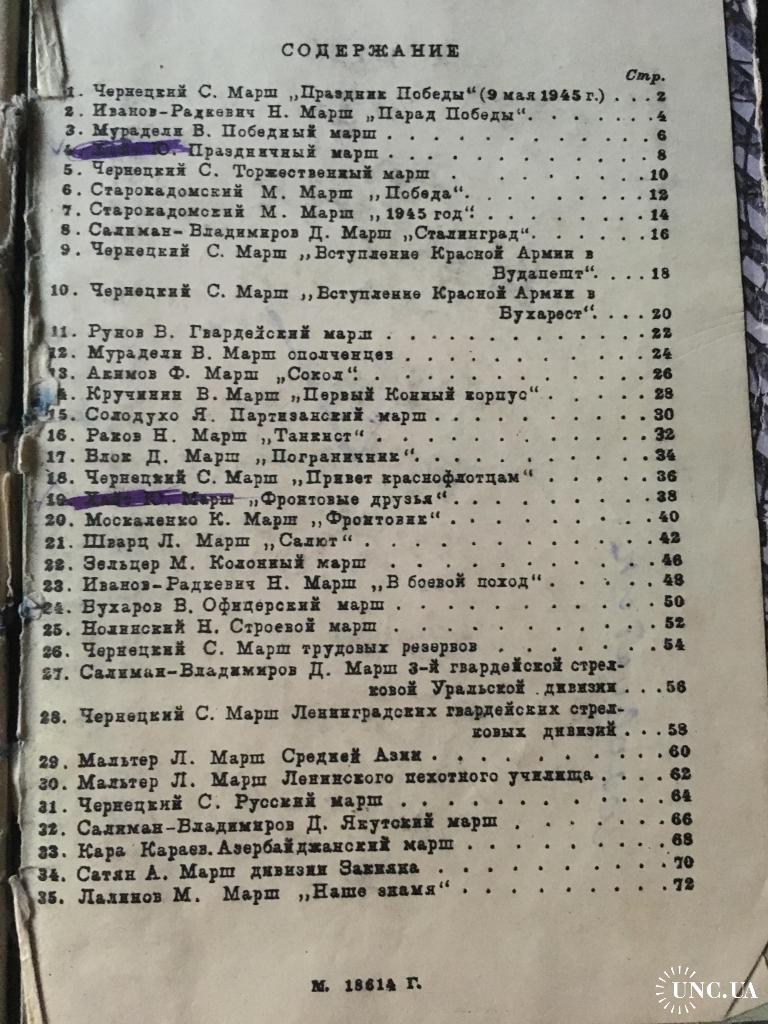 СОДЕРЖАНИЕ
Стр.
1. Чернецкий С. Марш „Праздник Победы“ (9 мая 1945 г.) . . . 2
2. Иванов-Радкевич Н. Марш „Парад Победы“. . . . . . . 4
3. Мурадели В. Победный марш . . . . . . . . . . . . 6
4. Ю. Праздничный марш . . . . . . . . . . . . 8
5. Чернецкий С. Торжественный марш . . . . . . . . . 10
6. Старокадомский М. Марш „Победа“. . . . . . . . . 12
7. Старокадомский М. Марш „1945 год“. . . . . . . . . 14
8. Салиман-Владимиров Д. Марш „Сталинград“. . . . . . 16
9. Чернецкий С. Марш „Вступление Красной Армии в
Будапешт“. . . . 18
10. Чернецкий С. Марш „Вступление Красной Армии в
Бухарест“. . . . 20
11. Рунов В. Гвардейский марш . . . . . . . . . . . . 22
12. Мурадели В. Марш ополченцев . . . . . . . . . . . 24
13. Акимов Ф. Марш „Сокол“. . . . . . . . . . . . . 26
14. Кручинин В. Марш „Первый Конный корпус“ . . . . . 28
15. Солодухо Я. Партизанский марш . . . . . . . . . . 30
16. Раков Н. Марш „Танкист“ . . . . . . . . . . . . 32
17. Блок Д. Марш „Пограничник“. . . . . . . . . . . 34
18. Чернецкий С. Марш „Привет краснофлотцам“ . . . . . 36
19. Ю. Марш „Фронтовые друзья“. . . . . . . . . 38
20. Москаленко К. Марш „Фронтовик“ . . . . . . . . . 40
21. Шварц Л. Марш „Салют“ . . . . . . . . . . . . . 42
22. Зельцер М. Колонный марш . . . . . . . . . . . . 46
23. Иванов-Радкевич Н. Марш „В боевой поход“ . . . . . 48
24. Бухаров В. Офицерский марш . . . . . . . . . . . 50
25. Нолинский Н. Строевой марш . . . . . . . . . . . 52
26. Чернецкий С. Марш трудовых резервов . . . . . . . 54
27. Салиман-Владимиров Д. Марш 3-й гвардейской стрел-
ковой Уральской дивизии . . . 56
28. Чернецкий С. Марш Ленинградских гвардейских стрел-
ковых дивизий . . . 58
29. Мальтер Л. Марш Средней Азии . . . . . . . . . . 60
30. Мальтер Л. Марш Ленинского пехотного училища . . . . 62
31. Чернецкий С. Русский марш . . . . . . . . . . . . 64
32. Салиман-Владимиров Д. Якутский марш . . . . . . . 66
33. Кара Караев. Азербайджанский марш . . . . . . . . 68
34. Сатян А. Марш дивизии Закияна . . . . . . . . . . 70
35. Лалинов М. Марш „Наше знамя“ . . . . . . . . . . 72
М. 18614 Г.
UNC.UA